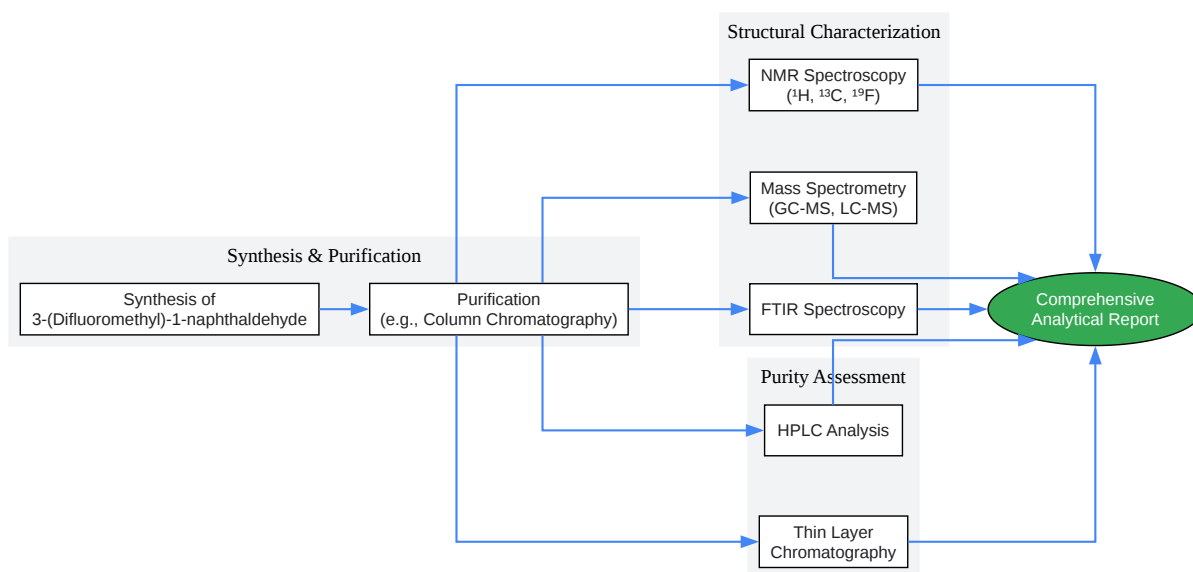 Structural Characterization
NMR Spectroscopy
(¹H, ¹³C, ¹⁹F)
Mass Spectrometry
(GC-MS, LC-MS)
Synthesis & Purification
Synthesis of
3-(Difluoromethyl)-1-naphthaldehyde
Purification
(e.g., Column Chromatography)
FTIR Spectroscopy
Comprehensive
Analytical Report
Purity Assessment
HPLC Analysis
Thin Layer
Chromatography